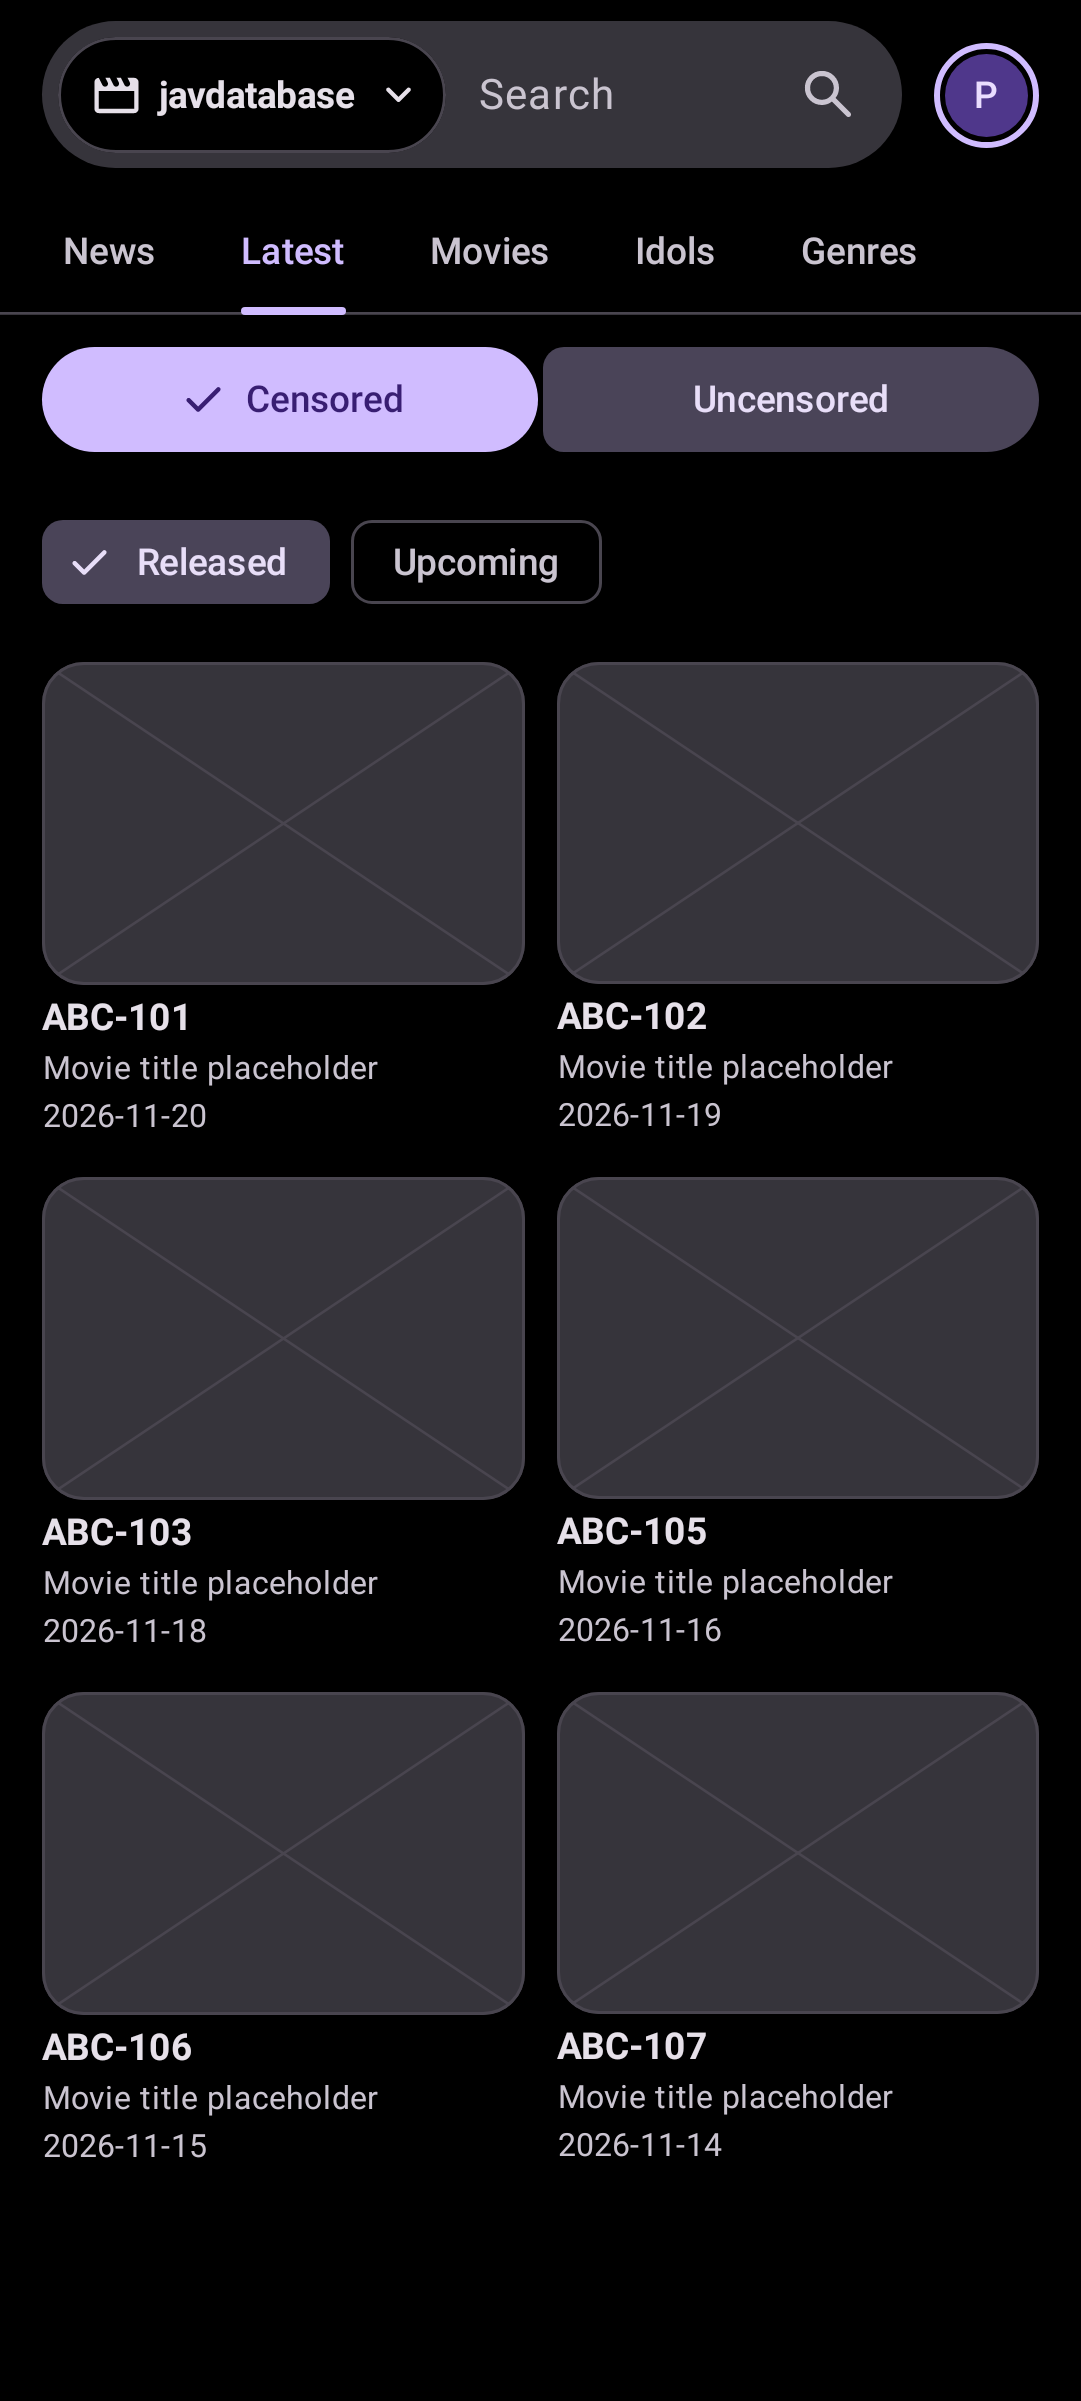 javdatabase
Search
P
News
Latest
Movies
Idols
Genres
Censored
Uncensored
Released
Upcoming
ABC-101
Movie title placeholder
2026-11-20
ABC-102
Movie title placeholder
2026-11-19
ABC-103
Movie title placeholder
2026-11-18
ABC-105
Movie title placeholder
2026-11-16
ABC-106
Movie title placeholder
2026-11-15
ABC-107
Movie title placeholder
2026-11-14